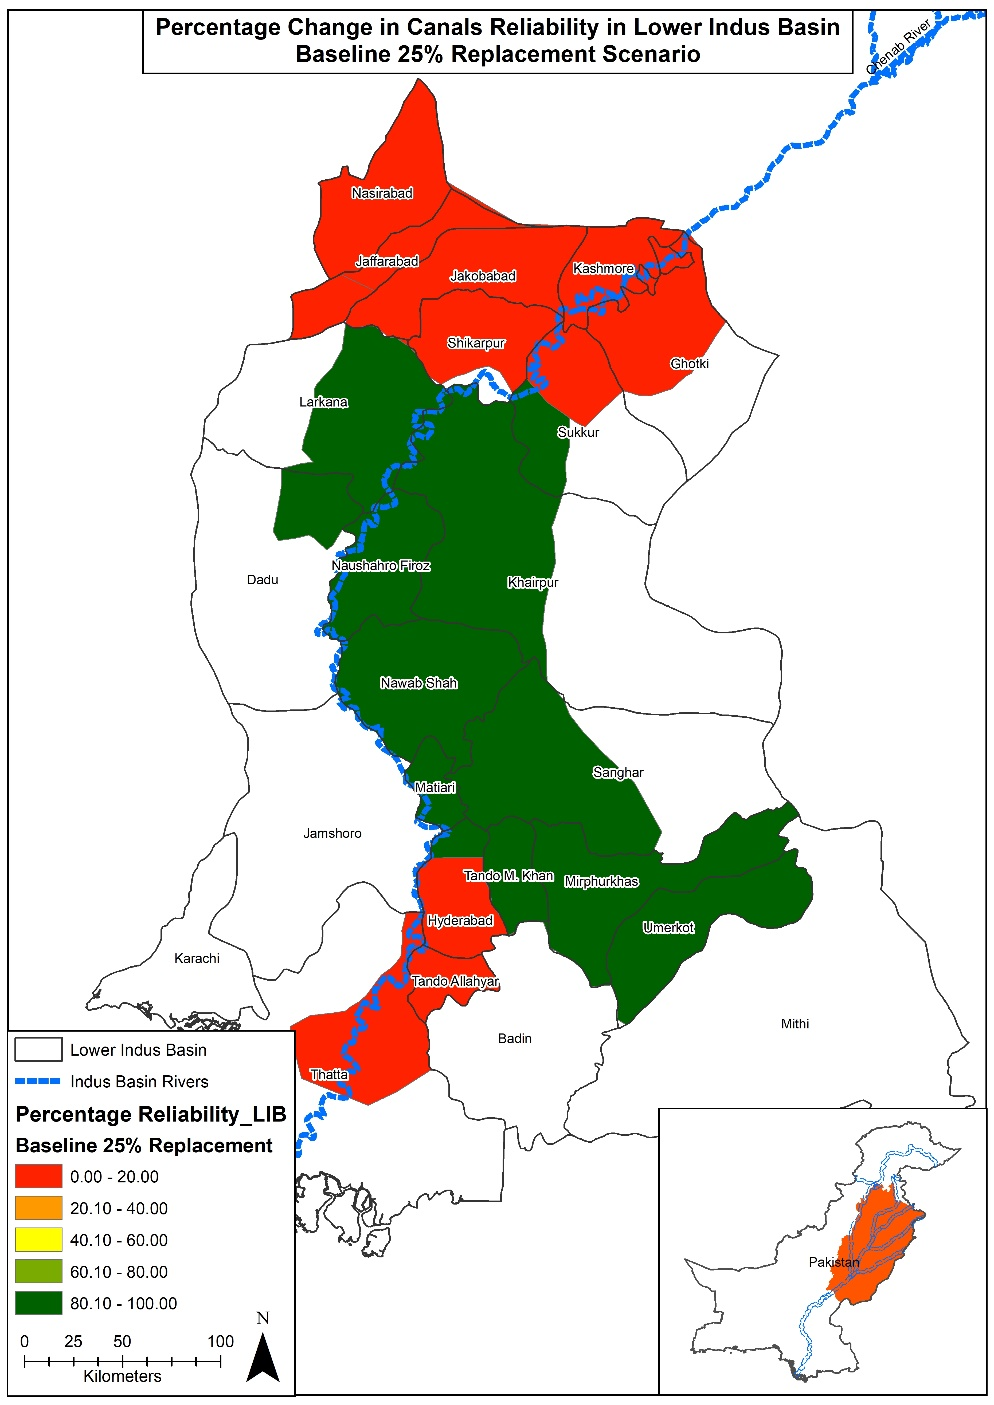 Percentage Change in Canals Reliability in Lower Indus Basin
Baseline 25% Replacement Scenario
Chenab River
Nasirabad
Jaffarabad
Jakobabad
Kashmore
Shikarpur
Ghotki
Larkana
Sukkur
Naushahro Firoz
Dadu
Khairpur
Nawab Shah
Sanghar
Matiari
Jamshoro
Tando M. Khan
Mirphurkhas
Hyderabad
Umerkot
Karachi
Tando Allahyar
Mithi
Badin
Thatta
Lower Indus Basin
Indus Basin Rivers
Percentage Reliability_LIB
Baseline 25% Replacement
0.00 - 20.00
20.10 - 40.00
40.10 - 60.00
60.10 - 80.00
80.10 - 100.00
N
0 25 50 100
Kilometers
Pakistan